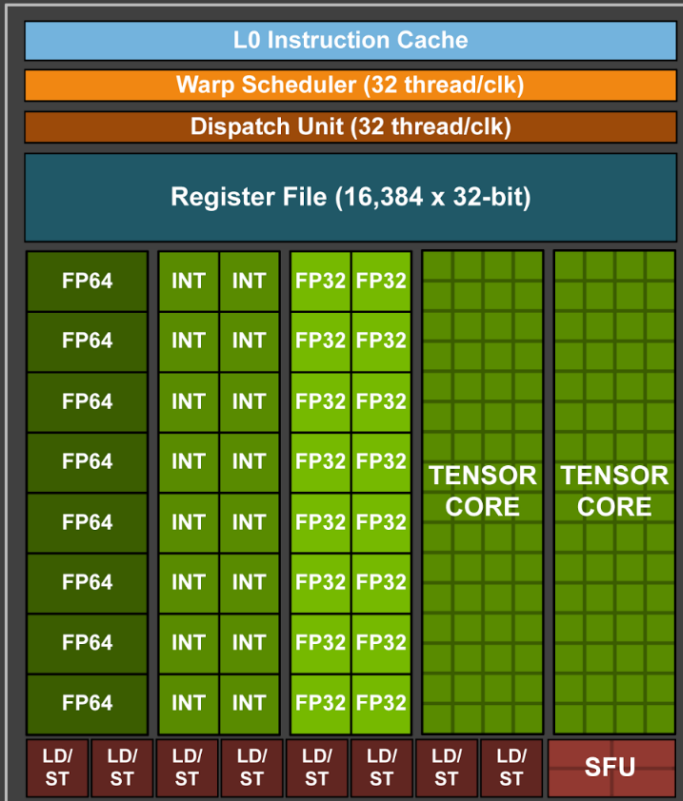 L0 Instruction Cache
Warp Scheduler (32 thread/clk)
Dispatch Unit (32 thread/clk)
Register File (16,384 x 32-bit)
FP64 INT INT FP32 FP32
FP64 INT INT FP32 FP32
FP64 INT INT FP32 FP32
FP64 INT INT FP32 FP32
TENSOR TENSOR
CORE CORE
FP64 INT INT FP32 FP32
FP64 INT INT FP32 FP32
FP64 INT INT FP32 FP32
FP64 INT INT FP32 FP32
LD/ LD/ LD/ LD/ LD/ LD/ LD/ LD/
ST ST ST ST ST ST ST ST
SFU